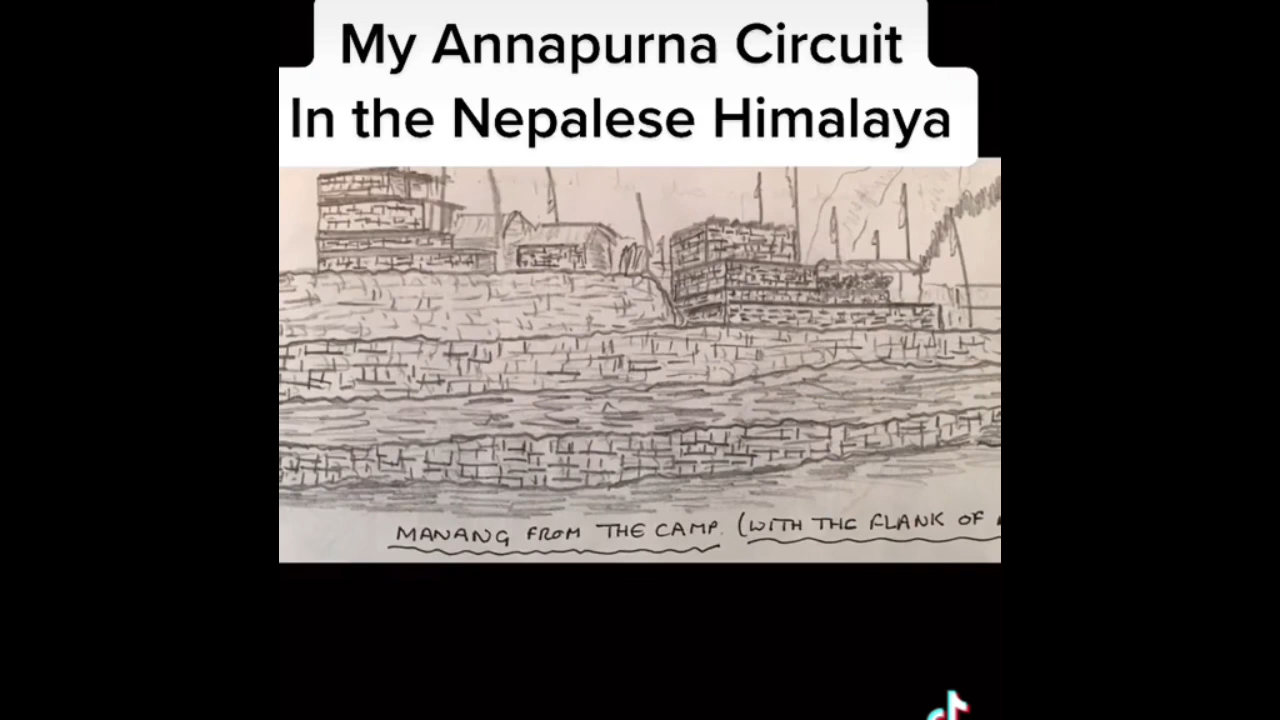 My Annapurna Circuit
In the Nepalese Himalaya
MANANG FROM THE CAMP. (WITH THE FLANK OF